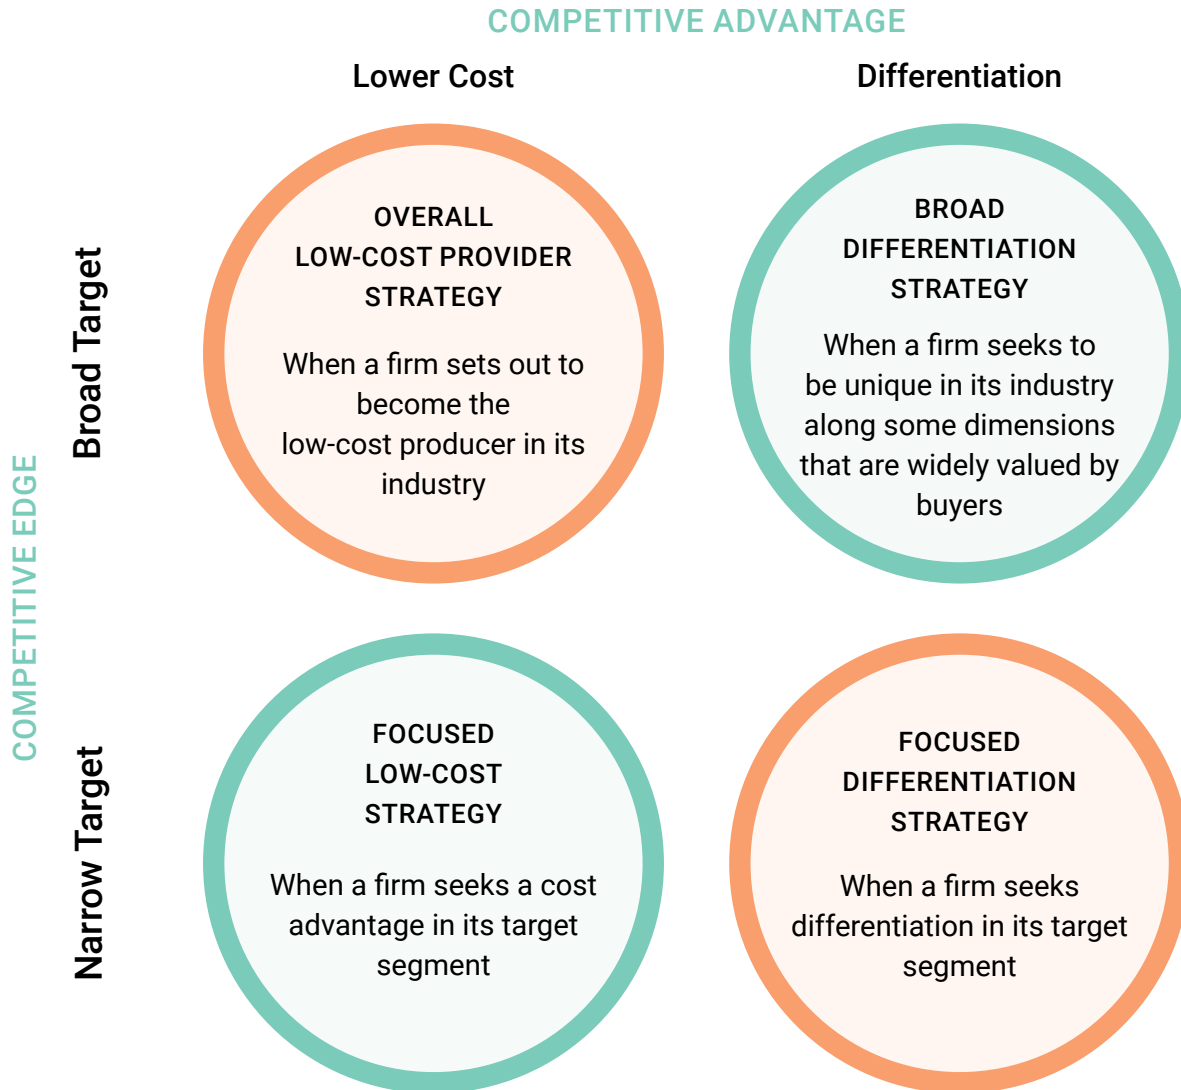 COMPETITIVE ADVANTAGE
Lower Cost
Differentiation
COMPETITIVE EDGE
Broad Target
OVERALL
LOW-COST PROVIDER
STRATEGY
When a firm sets out to
become the
low-cost producer in its
industry
BROAD
DIFFERENTIATION
STRATEGY
When a firm seeks to
be unique in its industry
along some dimensions
that are widely valued by
buyers
Narrow Target
FOCUSED
LOW-COST
STRATEGY
When a firm seeks a cost
advantage in its target
segment
FOCUSED
DIFFERENTIATION
STRATEGY
When a firm seeks
differentiation in its target
segment